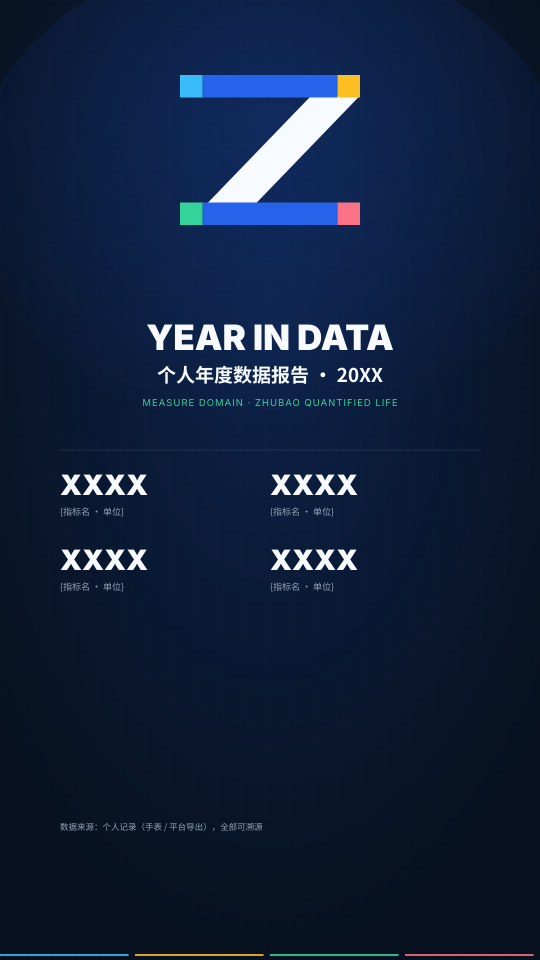 YEAR IN DATA
个人年度数据报告 · 20XX
MEASURE DOMAIN · ZHUBAO QUANTIFIED LIFE
XXXX XXXX
{指标名 · 单位} {指标名 · 单位}
XXXX XXXX
{指标名 · 单位} {指标名 · 单位}
数据来源：个人记录（手表 / 平台导出），全部可溯源